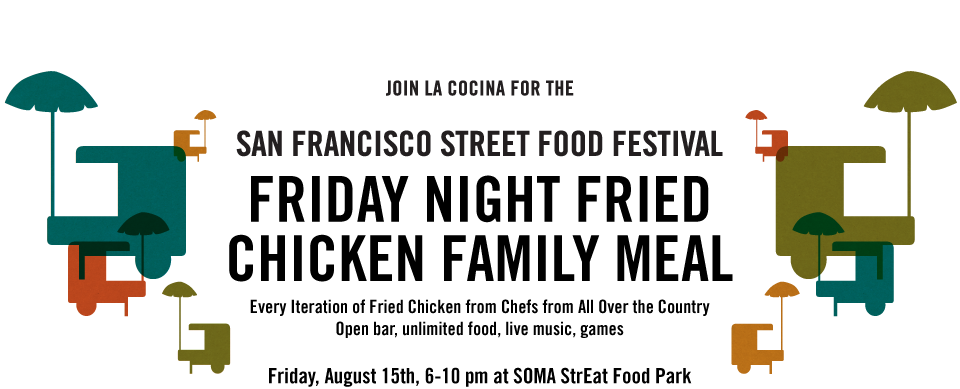 JOIN LA COCINA FOR THE
SAN FRANCISCO STREET FOOD FESTIVAL
FRIDAY NIGHT FRIED
CHICKEN FAMILY MEAL
Every Iteration of Fried Chicken from Chefs from All Over the Country
Open bar, unlimited food, live music, games
Friday, August 15th, 6-10 pm at SOMA StrEat Food Park